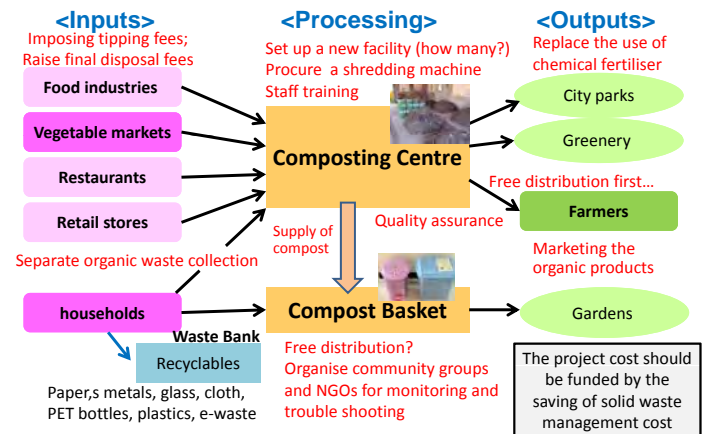 <Inputs>
<Processing>
<Outputs>
Imposing tipping fees;
Raise final disposal fees
Set up a new facility (how many?)
Procure a shredding machine
Staff training
Replace the use of
chemical fertiliser
Food industries
Vegetable markets
Restaurants
Retail stores
Composting Centre
City parks
Greenery
Free distribution first...
Farmers
Quality assurance
Supply of
compost
Marketing the
organic products
Separate organic waste collection
households
Compost Basket
Gardens
Waste Bank
Recyclables
Paper,s metals, glass, cloth,
PET bottles, plastics, e-waste
Free distribution?
Organise community groups
and NGOs for monitoring and
trouble shooting
The project cost should
be funded by the
saving of solid waste
management cost